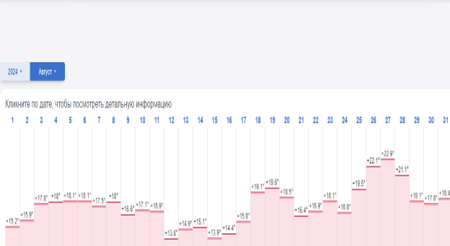 2024
Август
Кликните по дате, чтобы посмотреть детальную информацию
1 2 3 4 5 6 7 8 9 10 11 12 13 14 15 16 17 18 19 20 21 22 23 24 25 26 27 28 29 30 31
+15.2° +15.9° +17.8° +18° +18.1° +18.1° +17.5° +18° +16.6° +17.1° +16.9° +13.8° +14.9° +15.1° +13.9° +14.4° +15.8° +19.1° +19.6° +18.5° +16.4° +16.9° +18.1° +16.8° +19.5° +22.1° +22.9° +21.1° +18.1° +17.8°